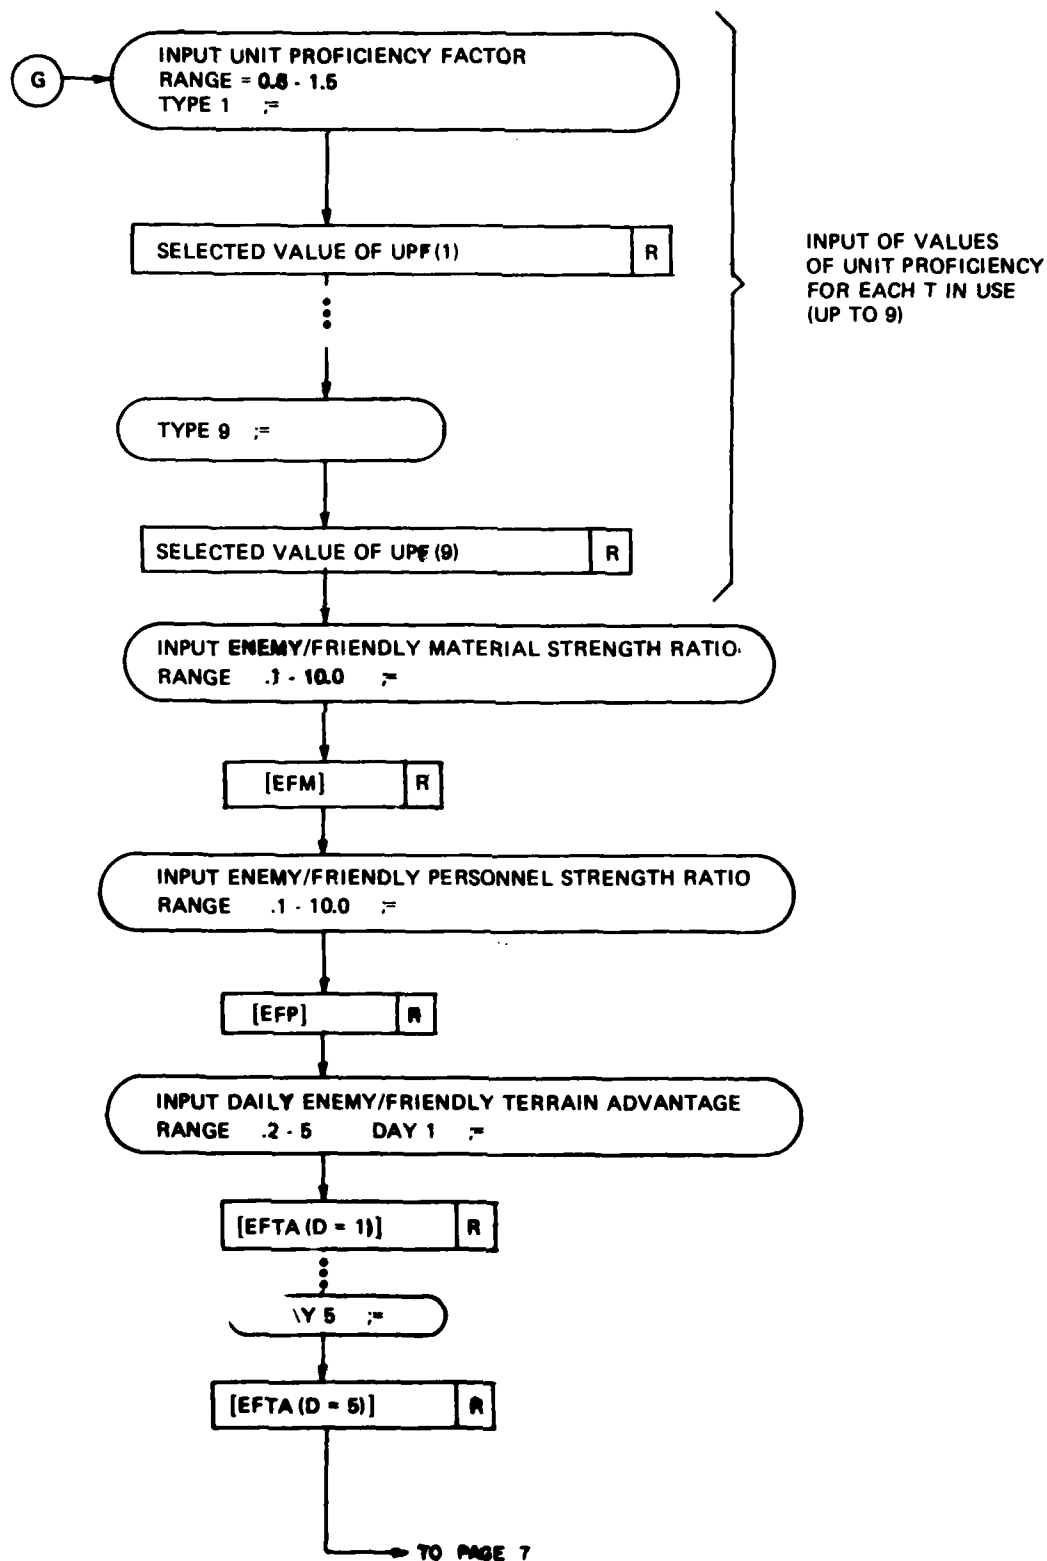 G
INPUT UNIT PROFICIENCY FACTOR
RANGE = 0.5 - 1.5
TYPE 1 ;=
SELECTED VALUE OF UPF (1) R
INPUT OF VALUES
OF UNIT PROFICIENCY
FOR EACH T IN USE
(UP TO 9)
TYPE 9 ;=
SELECTED VALUE OF UPF (9) R
INPUT ENEMY/FRIENDLY MATERIAL STRENGTH RATIO
RANGE .1 - 10.0 ;=
[EFM] R
INPUT ENEMY/FRIENDLY PERSONNEL STRENGTH RATIO
RANGE .1 - 10.0 ;=
[EFP] R
INPUT DAILY ENEMY/FRIENDLY TERRAIN ADVANTAGE
RANGE .2 - 5 DAY 1 ;=
[EFTA (D = 1)] R
Y 5 ;=
[EFTA (D = 5)] R
TO PAGE 7